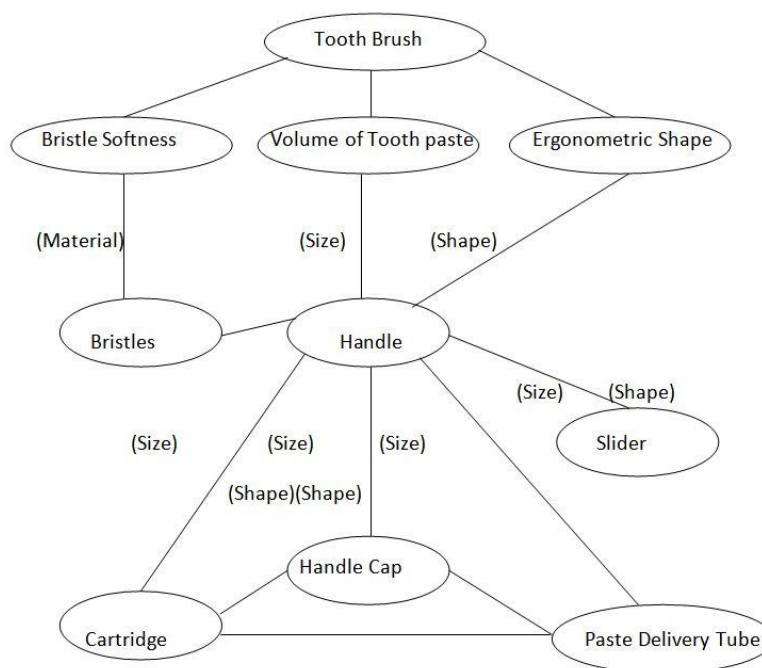 Tooth Brush
Bristle Softness
Volume of Tooth paste
Ergonometric Shape
(Material)
(Size)
(Shape)
Bristles
Handle
(Size)
(Shape)
(Size)
(Size)
(Size)
Slider
(Shape)(Shape)
Handle Cap
Cartridge
Paste Delivery Tube